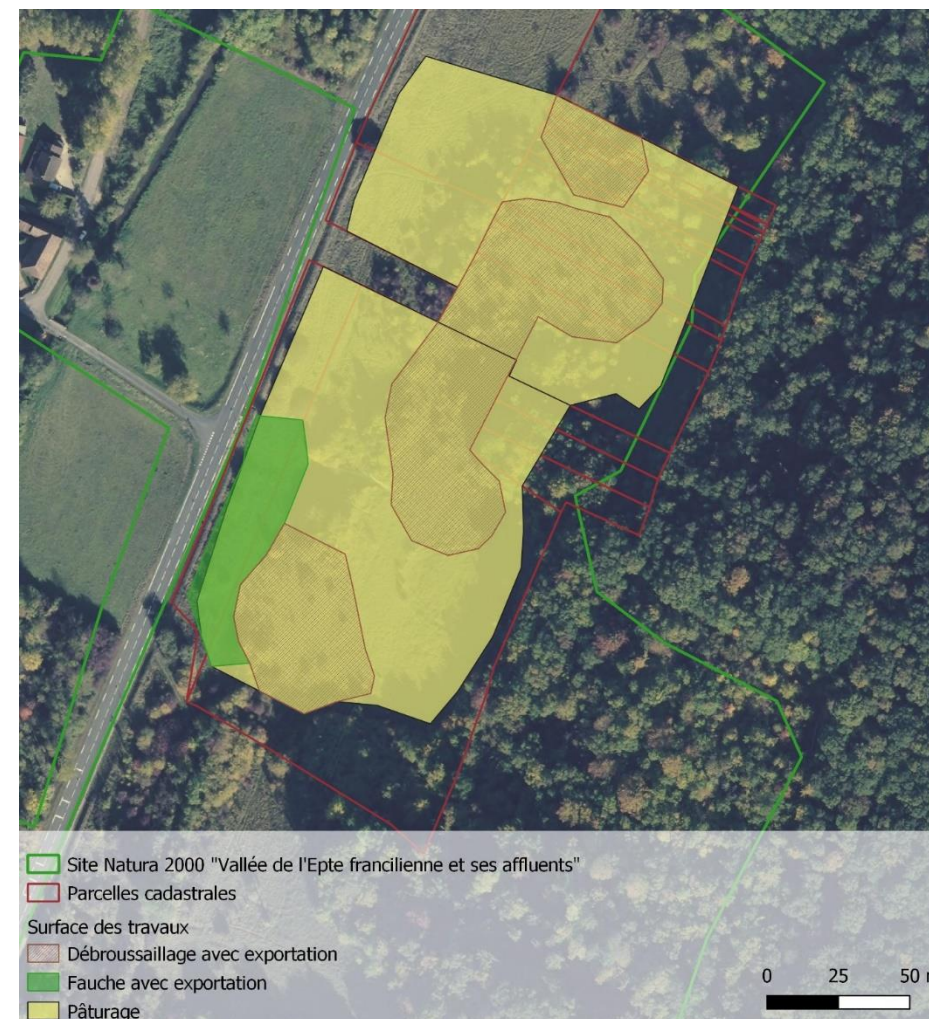 Site Natura 2000 "Vallée de l'Epte francilienne et ses affluents"
Parcelles cadastrales
Surface des travaux
Débroussaillage avec exportation
Fauche avec exportation
Pâturage
0 25 50 m